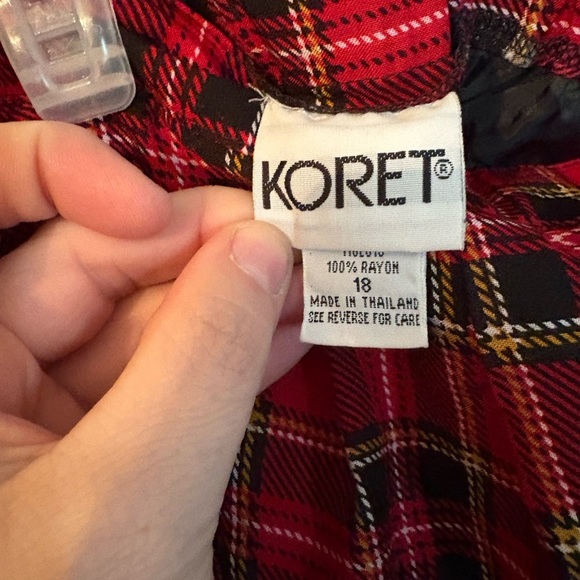 KORET®
100% RAYON
18
MADE IN THAILAND
SEE REVERSE FOR CARE